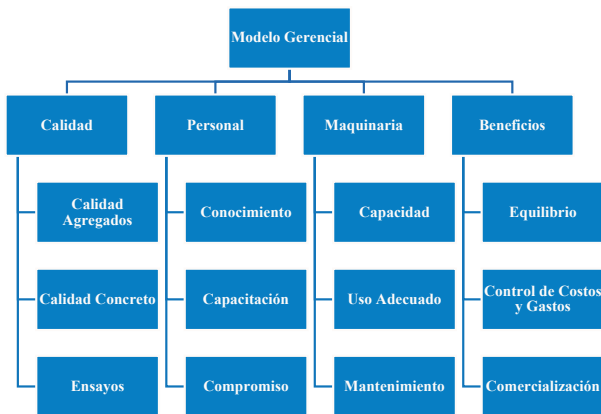 Modelo Gerencial
Calidad
Personal
Maquinaria
Beneficios
Calidad
Agregados
Conocimiento
Capacidad
Equilibrio
Calidad Concreto
Capacitación
Uso Adecuado
Control de Costos
y Gastos
Ensayos
Compromiso
Mantenimiento
Comercialización